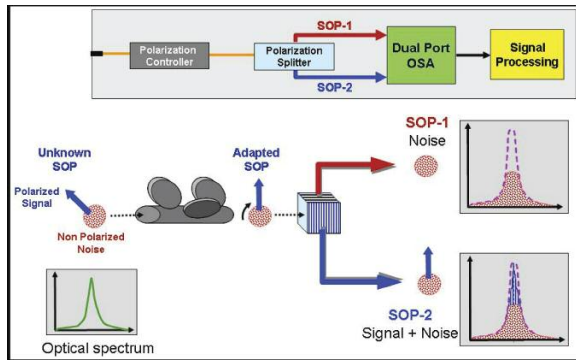 SOP-1
Polarization
Controller
Polarization
Splitter
SOP-2
Dual Port
OSA
Signal
Processing
Unknown
SOP
Polarized
Signal
Non Polarized
Noise
Adapted
SOP
SOP-1
Noise
SOP-2
Signal + Noise
Optical spectrum